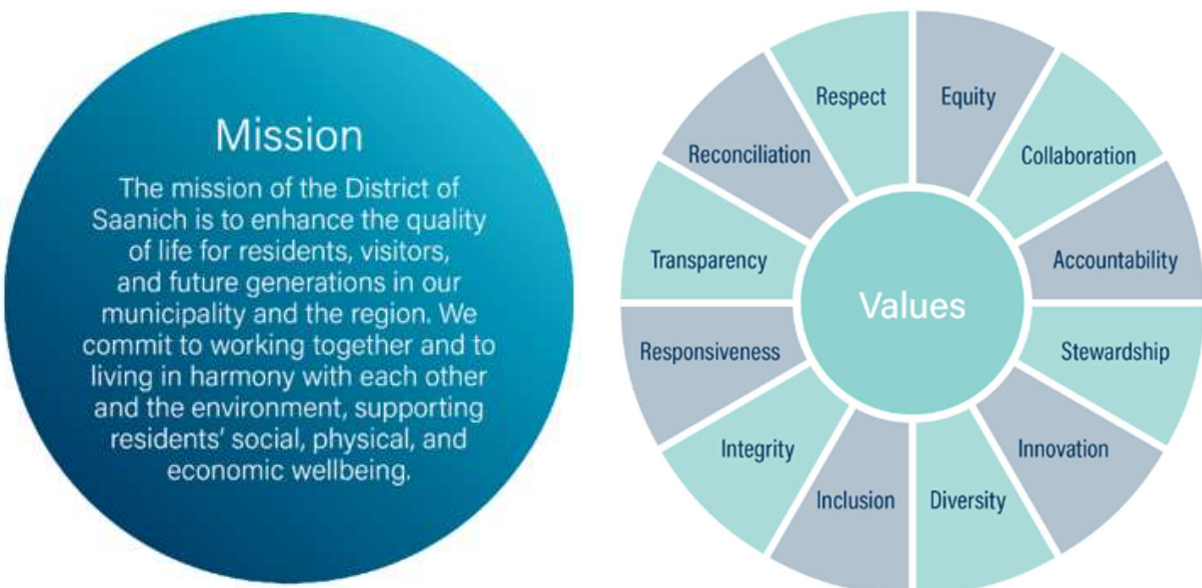 Mission
The mission of the District of
Saanich is to enhance the quality
of life for residents, visitors,
and future generations in our
municipality and the region. We
commit to working together and to
living in harmony with each other
and the environment, supporting
residents' social, physical, and
economic wellbeing.
Values
Equity
Collaboration
Accountability
Stewardship
Innovation
Diversity
Inclusion
Integrity
Responsiveness
Transparency
Reconciliation
Respect